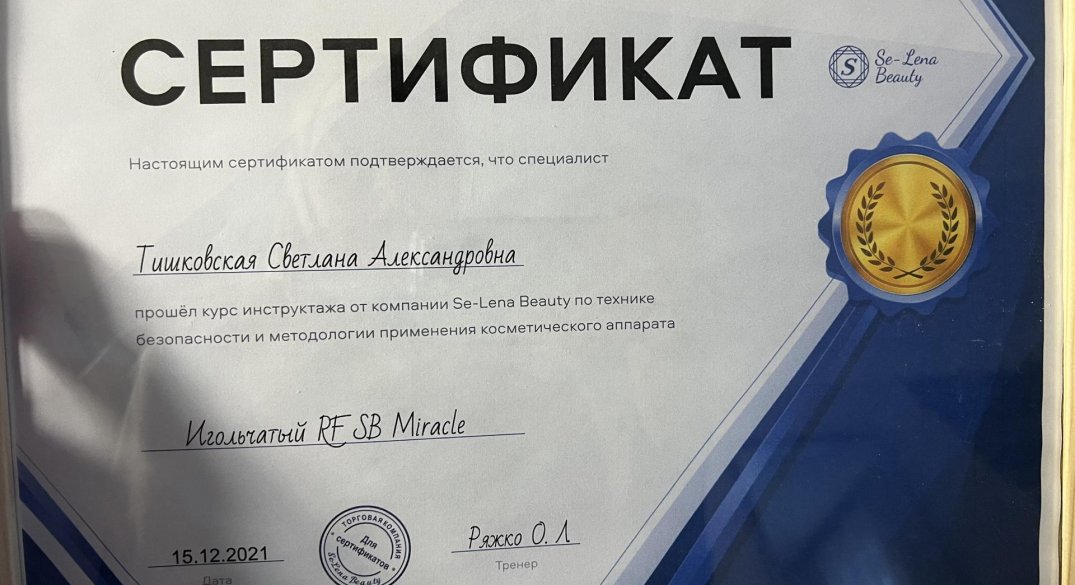 СЕРТИФИКАТ
S
Se-Lena
Beauty
Настоящим сертификатом подтверждается, что специалист
Тишковская Светлана Александровна
прошёл курс инструктажа от компании Se-Lena Beauty по технике
безопасности и методологии применения косметического аппарата
Игольчатый RF SB Miracle
15.12.2021
Дата
ТОРГОВАЯ КОМПАНИЯ
Для
сертификатов
Se-Lena Beauty
Ряжко О. Л
Тренер